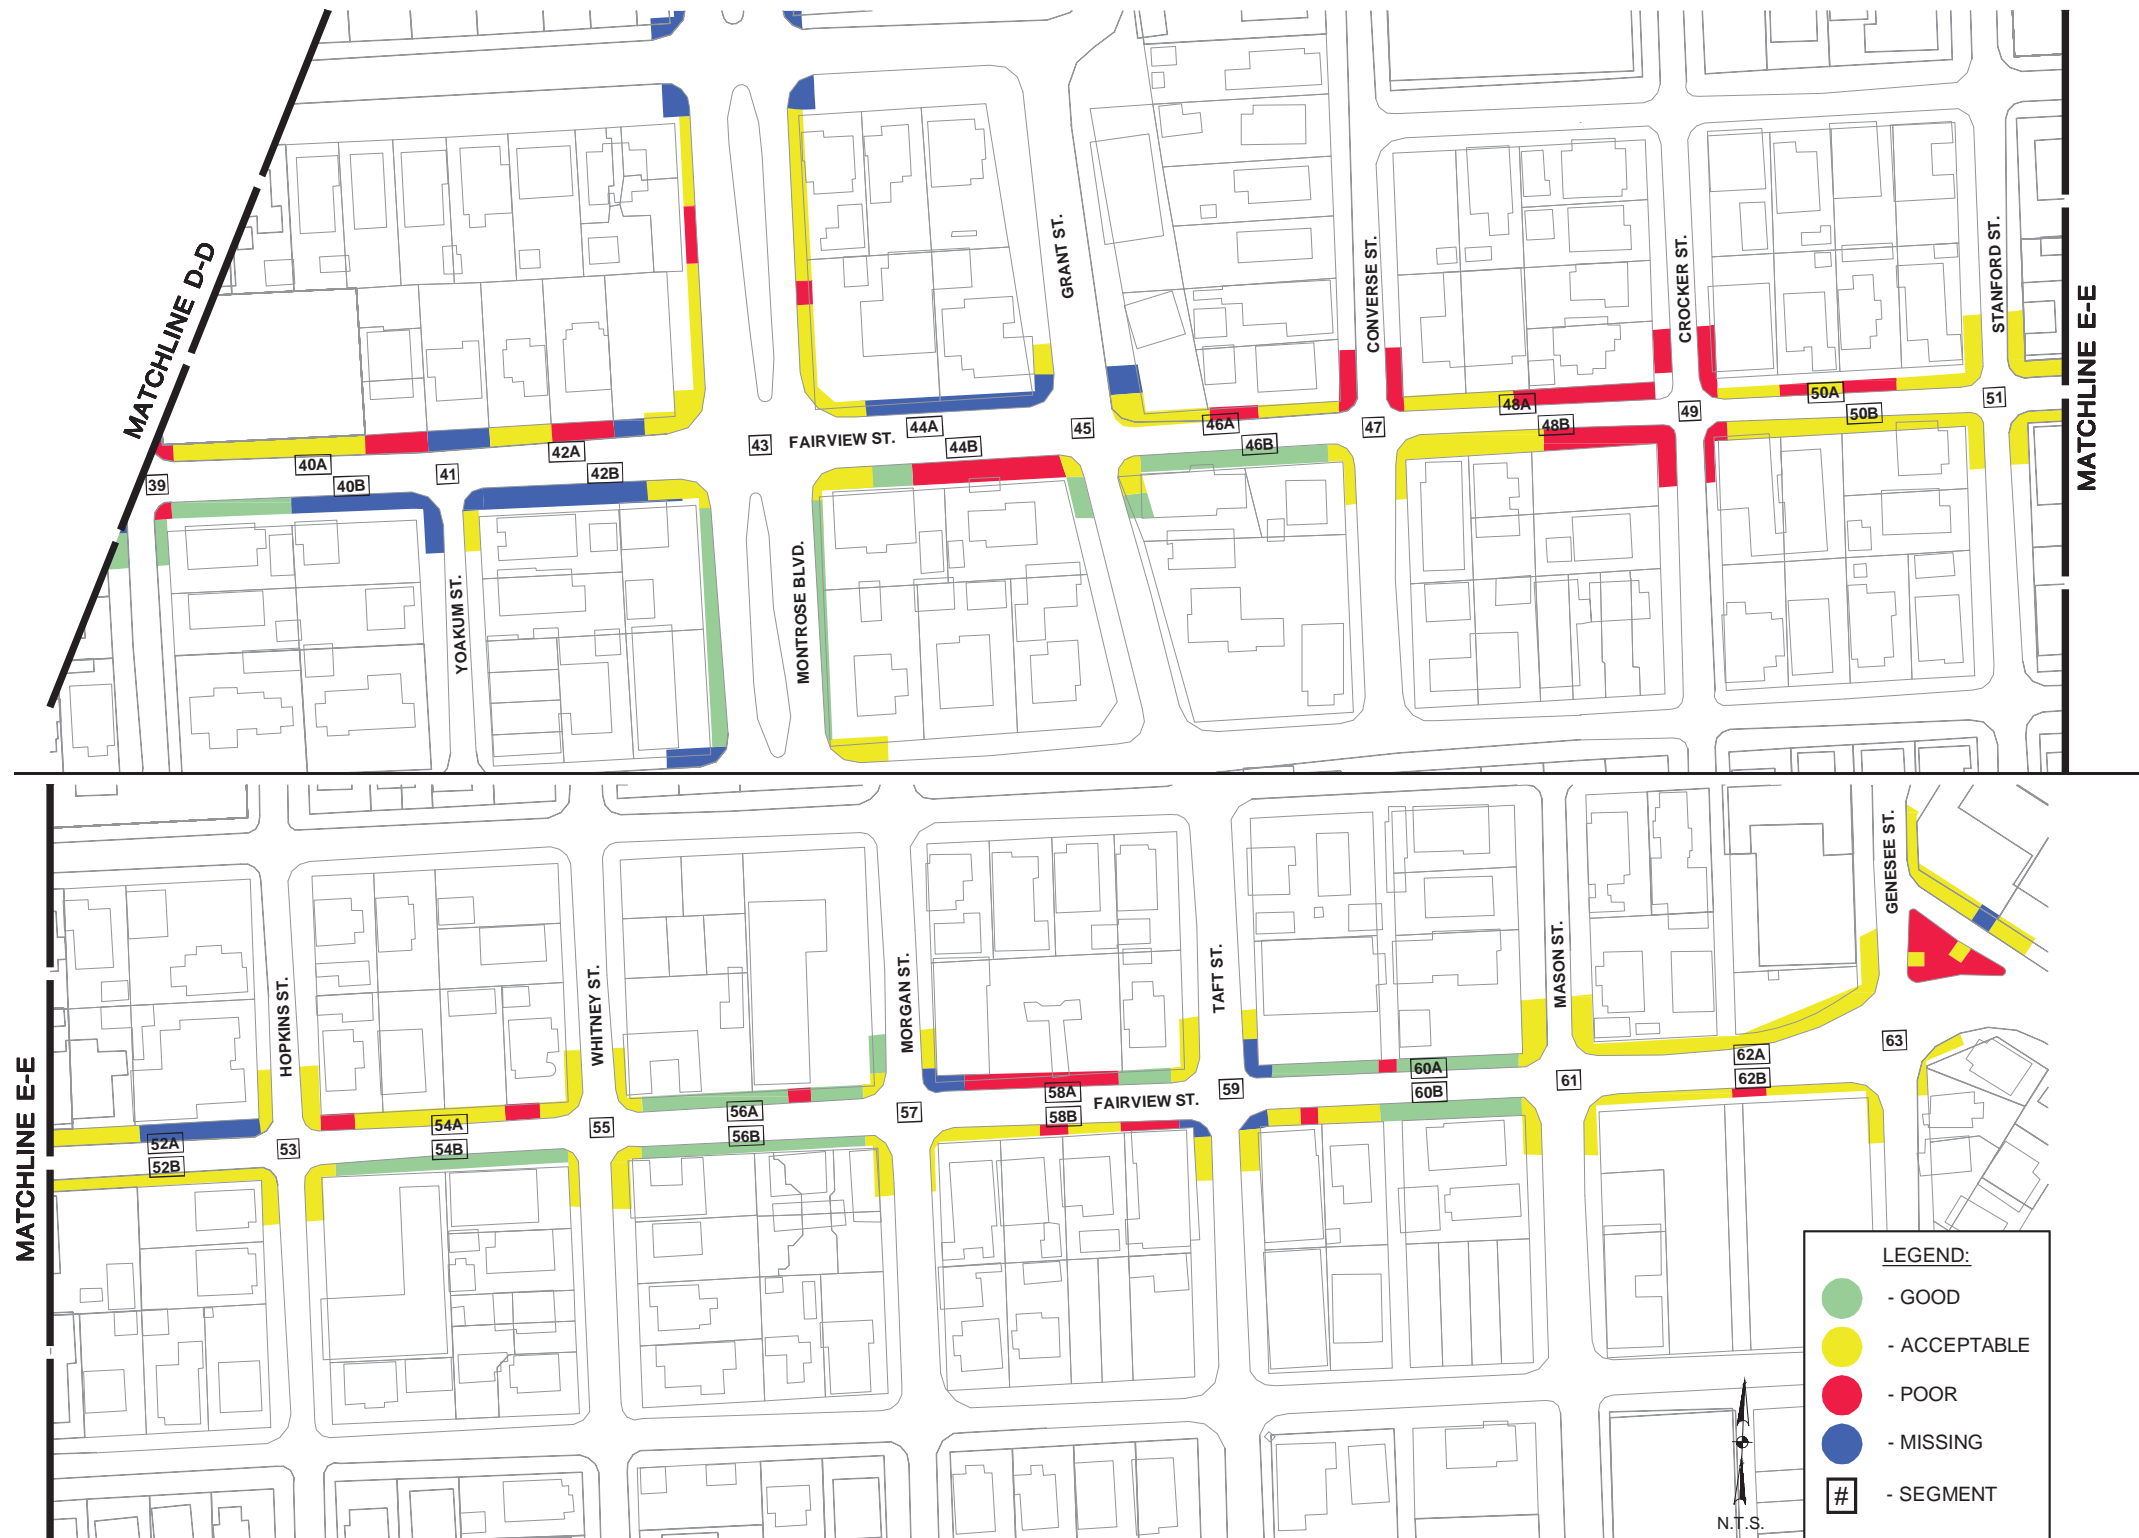 MATCHLINE D-D
39
40A
40B
41
42A
42B
YOAKUM ST.
43
FAIRVIEW ST.
MONTROSE BLVD.
44A
44B
GRANT ST.
45
46A
46B
CONVERSE ST.
47
48A
48B
CROCKER ST.
49
50A
50B
STANFORD ST.
51
MATCHLINE E-E
MATCHLINE E-E
52A
52B
HOPKINS ST.
53
54A
54B
WHITNEY ST.
55
56A
56B
MORGAN ST.
57
58A
58B
FAIRVIEW ST.
TAFT ST.
59
60A
60B
MASON ST.
61
62A
62B
GENESEE ST.
63
LEGEND:
- GOOD
- ACCEPTABLE
- POOR
- MISSING
# - SEGMENT
N.T.S.